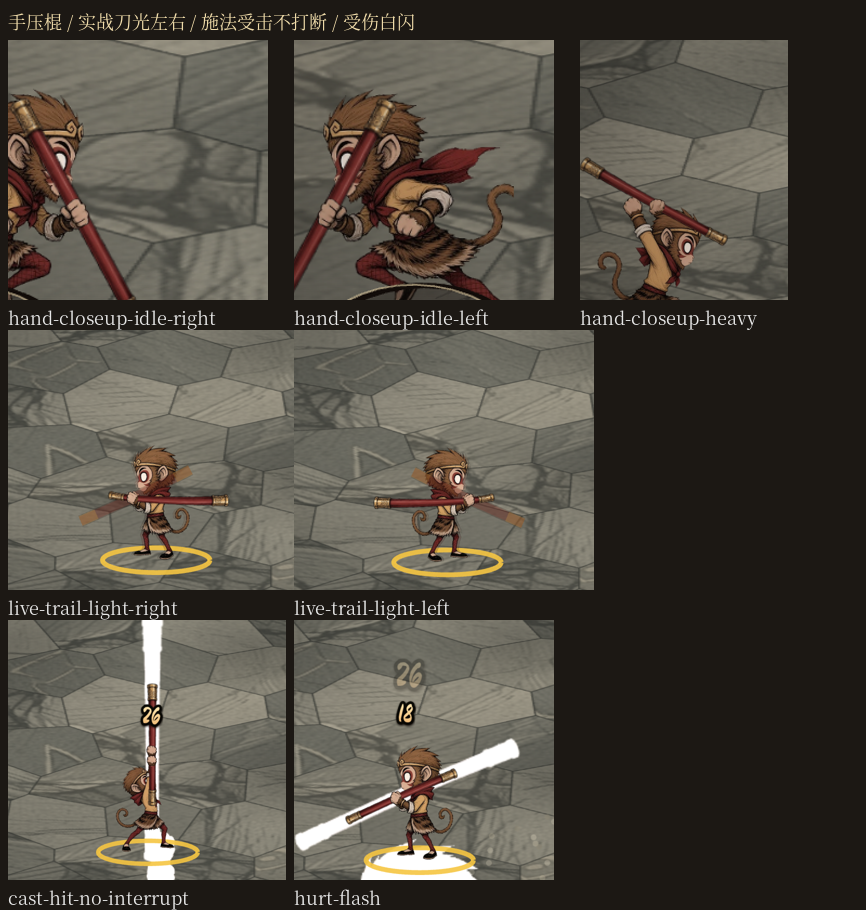 手压棍 / 实战刀光左右 / 施法受击不打断 / 受伤白闪
hand-closeup-idle-right
hand-closeup-idle-left
hand-closeup-heavy
live-trail-light-right
live-trail-light-left
26
26
18
cast-hit-no-interrupt
hurt-flash